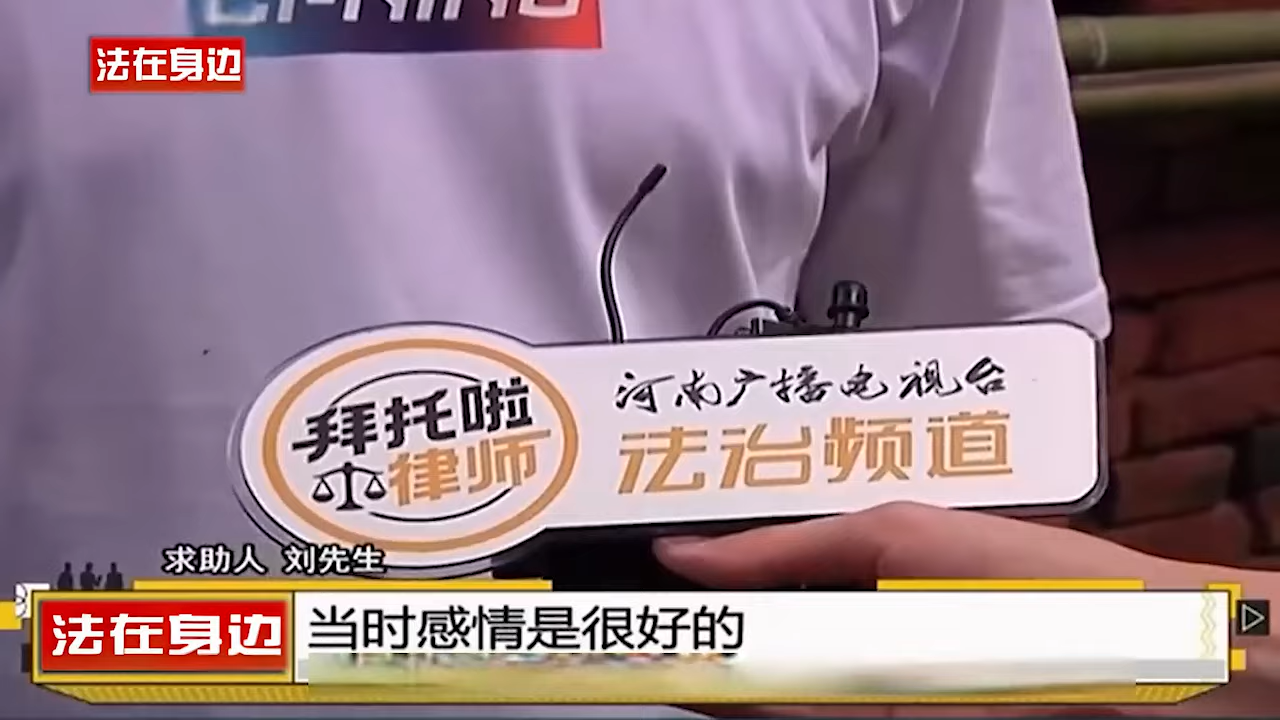 法在身边
拜托啦
律师
河南广播电视台
法治频道
求助人 刘先生
法在身边
当时感情是很好的